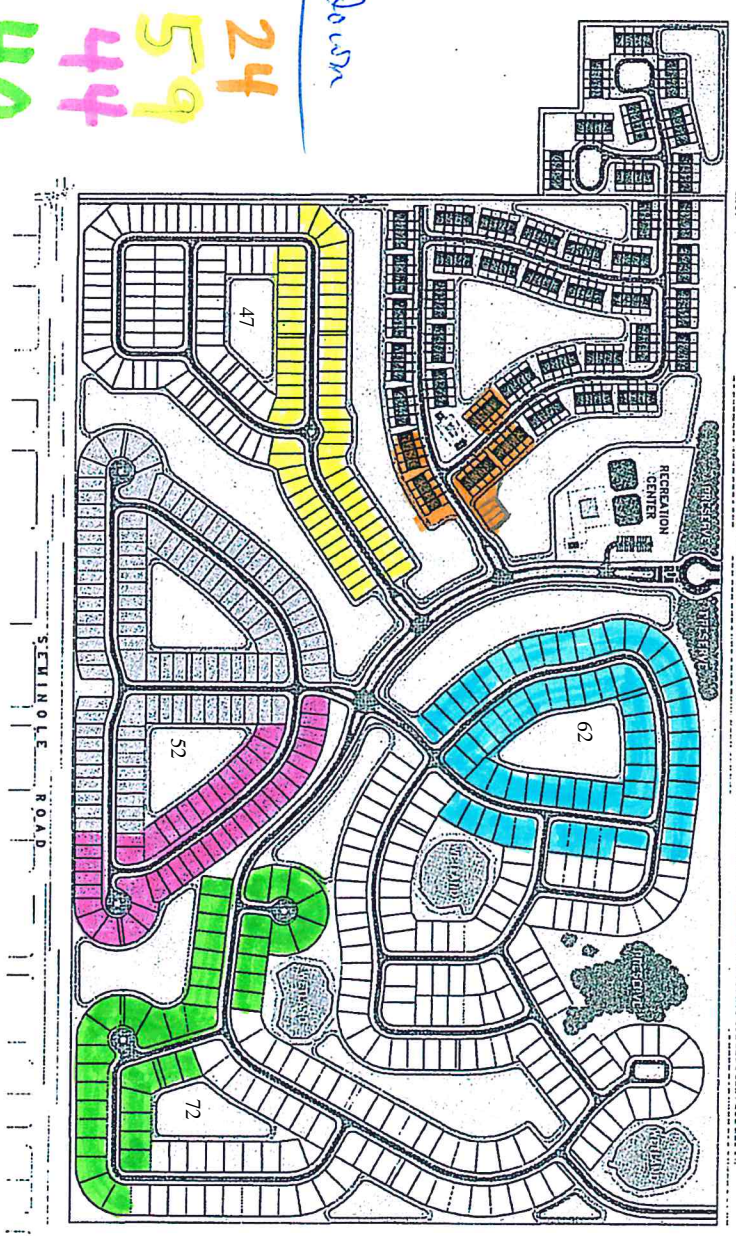 24
59
44
RECREATION
CENTER
PRESERVE
PRESERVE
47
62
PRESERVE
52
72
SEMINOLE ROAD